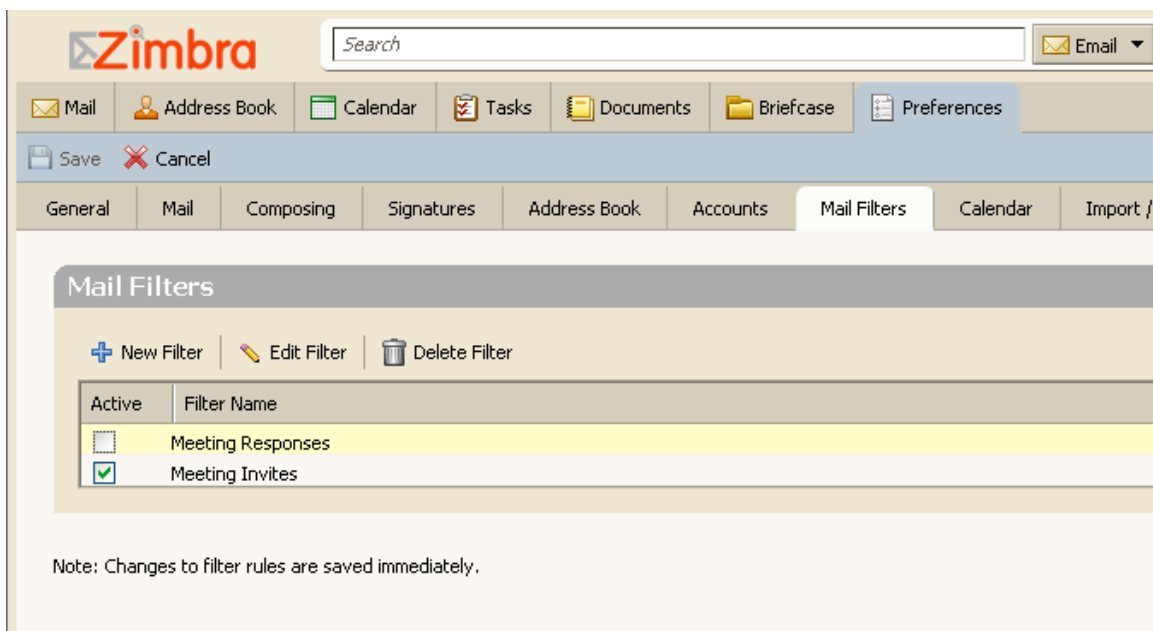 Zimbra Search Email
Mail Address Book Calendar Tasks Documents Briefcase Preferences
Save Cancel
General Mail Composing Signatures Address Book Accounts Mail Filters Calendar Import /
Mail Filters
New Filter Edit Filter Delete Filter
Active Filter Name
Meeting Responses
Meeting Invites
Note: Changes to filter rules are saved immediately.